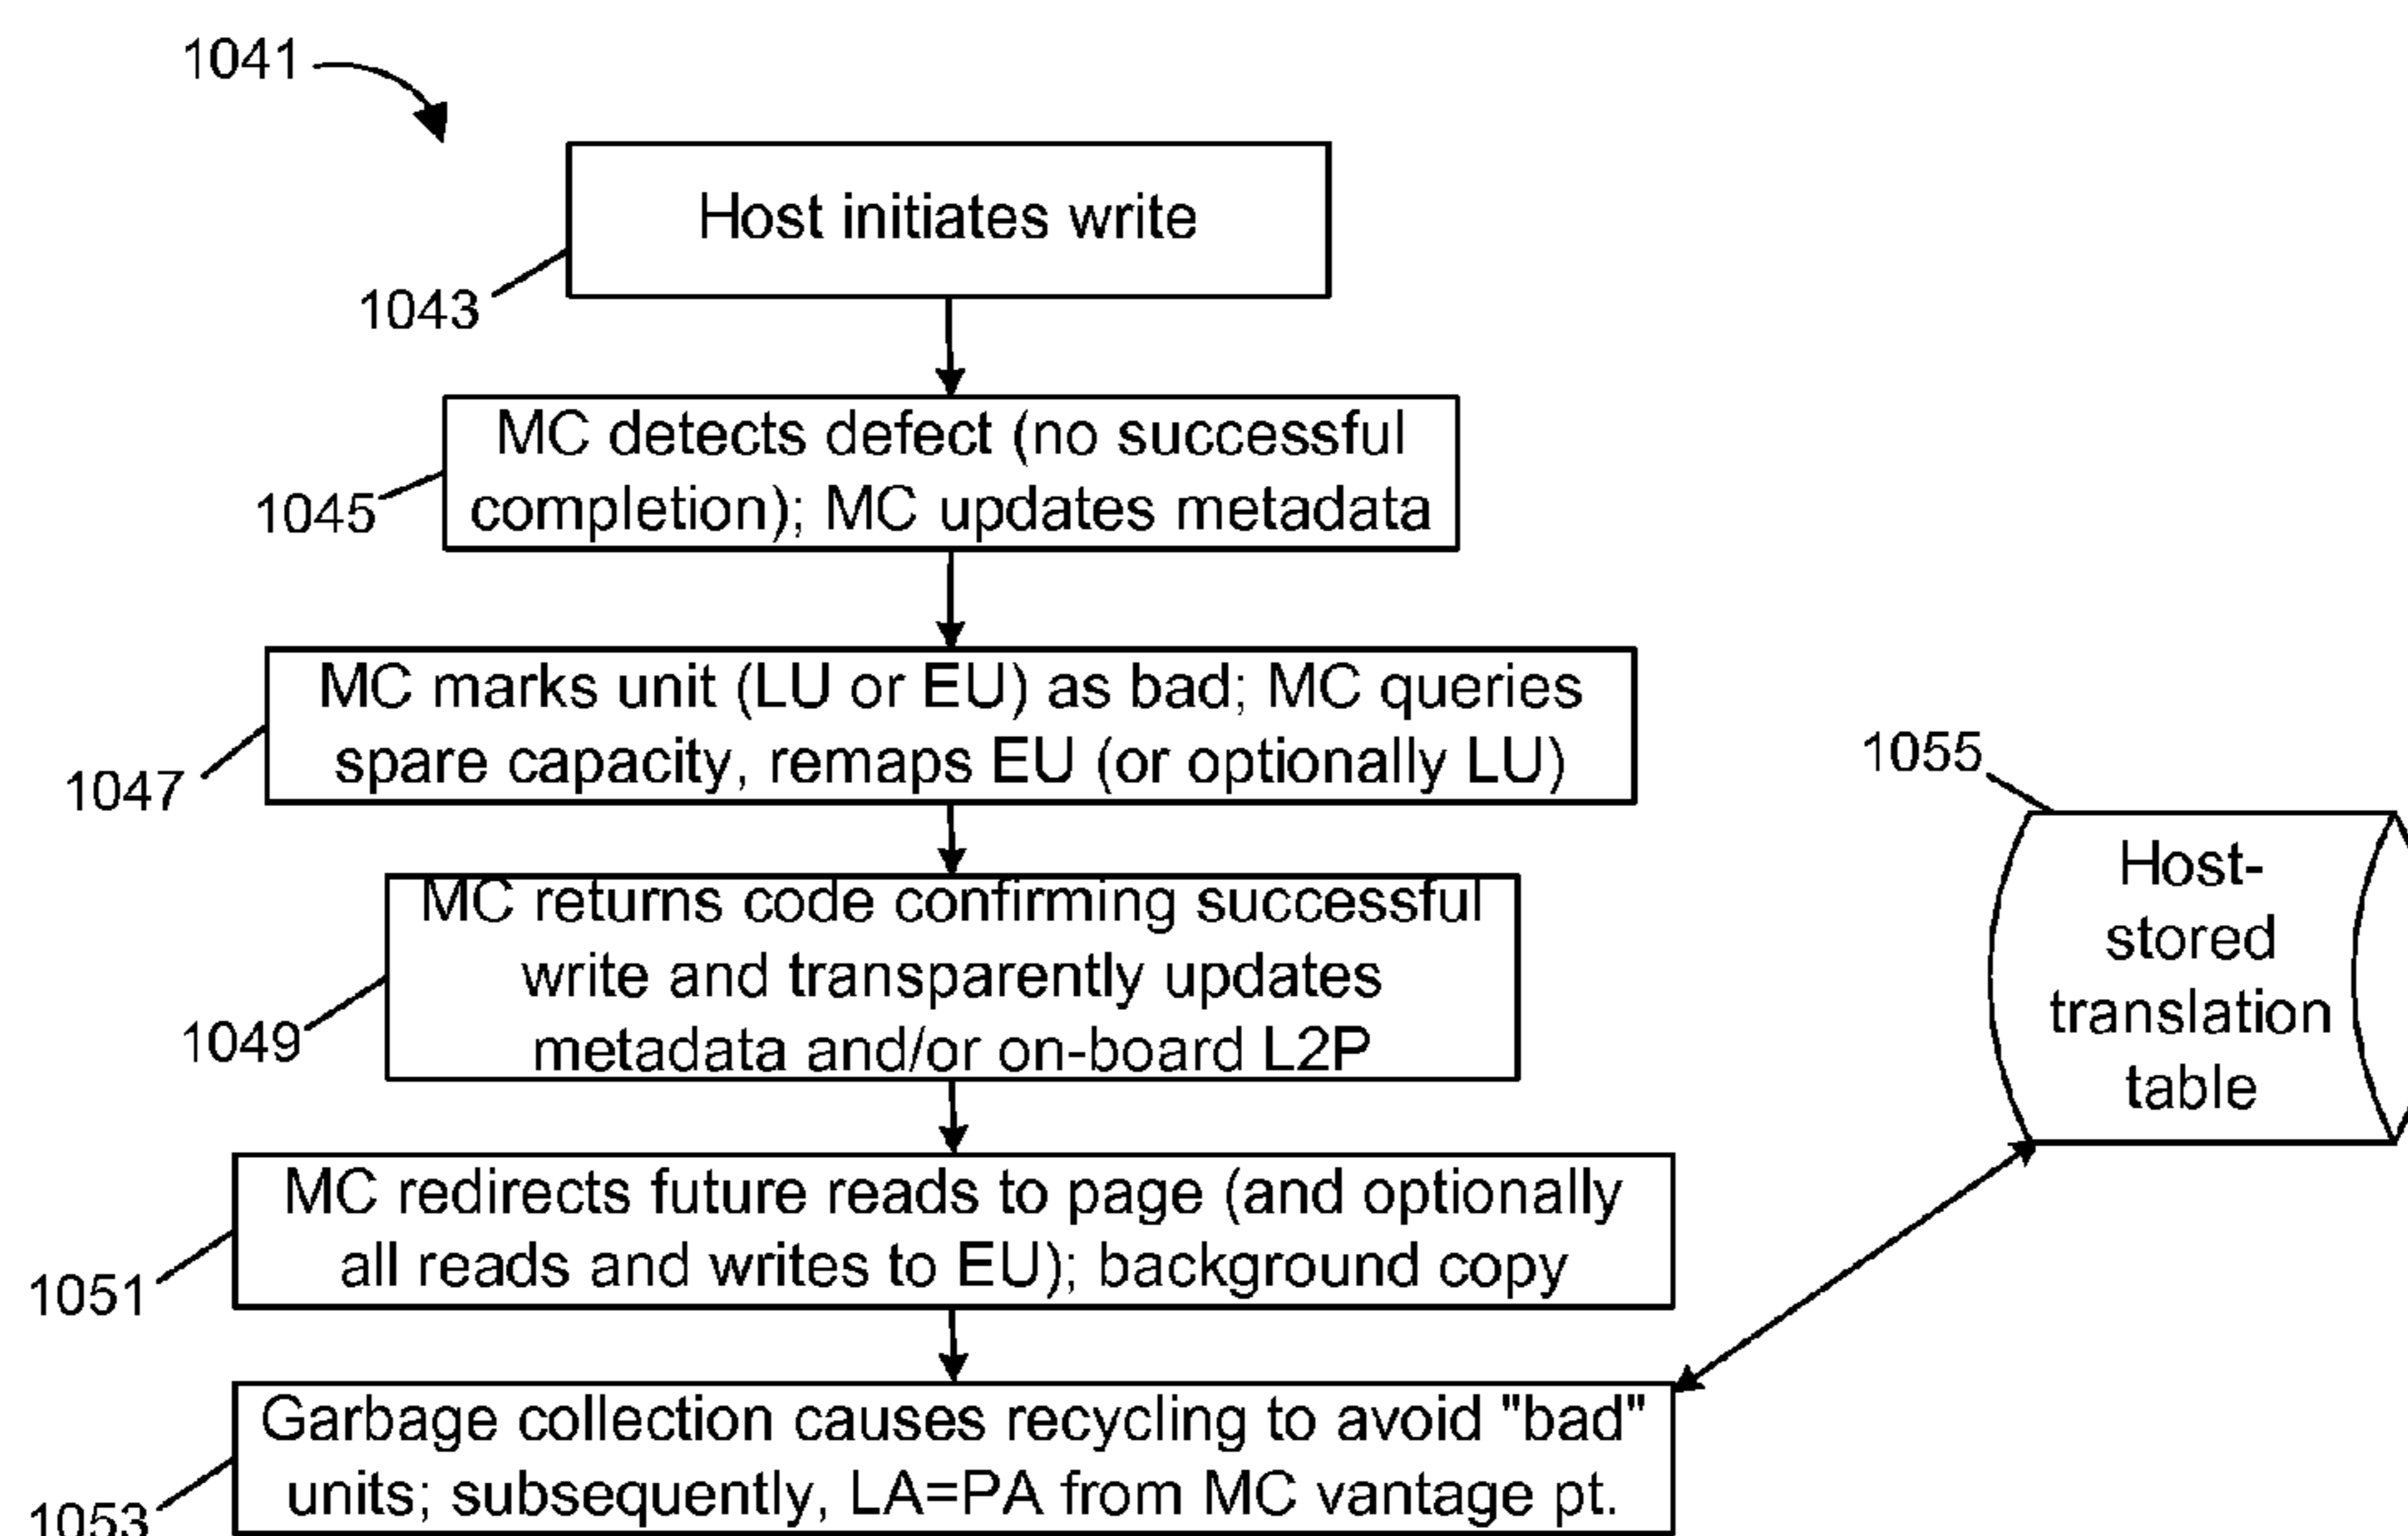 1041
Host initiates write
1043
MC detects defect (no successful
completion); MC updates metadata
1045
MC marks unit (LU or EU) as bad; MC queries
spare capacity, remaps EU (or optionally LU)
1047
MC returns code confirming successful
write and transparently updates
metadata and/or on-board L2P
1049
1055
Host-
stored
translation
table
MC redirects future reads to page (and optionally
all reads and writes to EU); background copy
1051
Garbage collection causes recycling to avoid "bad"
units; subsequently, LA=PA from MC vantage pt.
1053